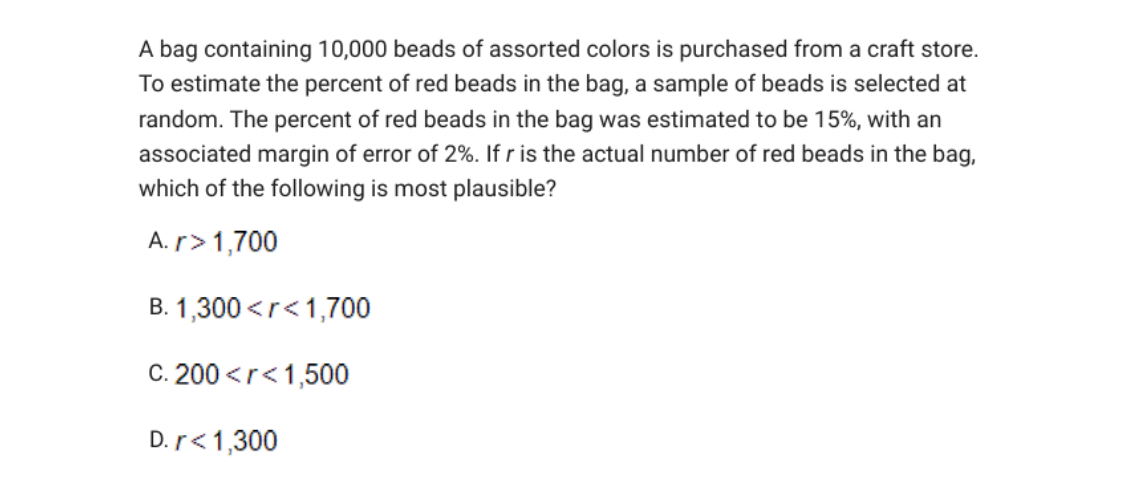 A bag containing 10,000 beads of assorted colors is purchased from a craft store.
To estimate the percent of red beads in the bag, a sample of beads is selected at
random. The percent of red beads in the bag was estimated to be 15%, with an
associated margin of error of 2%. If r is the actual number of red beads in the bag,
which of the following is most plausible?
A. r > 1,700
B. 1,300 < r < 1,700
C. 200 < r < 1,500
D. r < 1,300